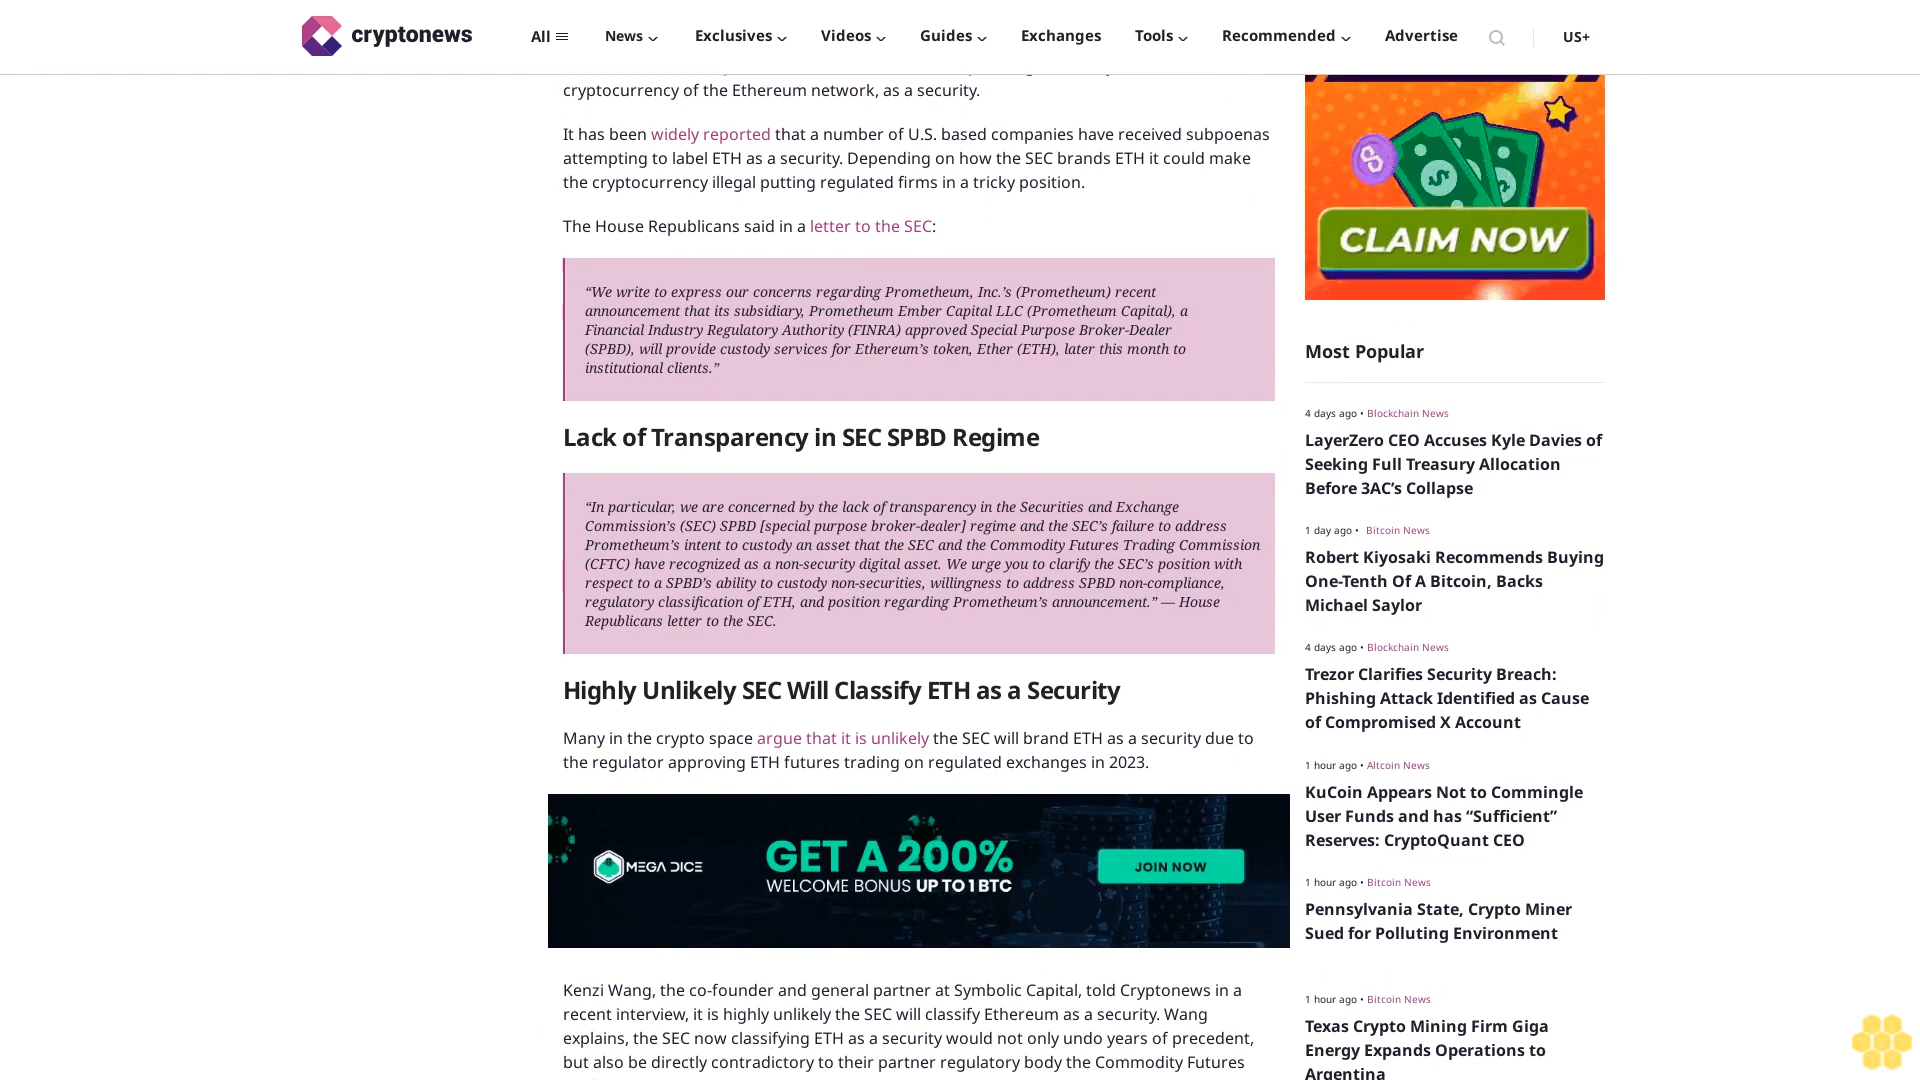 cryptonews
All
News
Exclusives
Videos
Guides
Exchanges
Tools
Recommended
Advertise
US+
cryptocurrency of the Ethereum network, as a security.
It has been widely reported that a number of U.S. based companies have received subpoenas
attempting to label ETH as a security. Depending on how the SEC brands ETH it could make
the cryptocurrency illegal putting regulated firms in a tricky position.
The House Republicans said in a letter to the SEC:
“We write to express our concerns regarding Prometheum, Inc.’s (Prometheum) recent
announcement that its subsidiary, Prometheum Ember Capital LLC (Prometheum Capital), a
Financial Industry Regulatory Authority (FINRA) approved Special Purpose Broker-Dealer
(SPBD), will provide custody services for Ethereum’s token, Ether (ETH), later this month to
institutional clients.”
Lack of Transparency in SEC SPBD Regime
“In particular, we are concerned by the lack of transparency in the Securities and Exchange
Commission’s (SEC) SPBD [special purpose broker-dealer] regime and the SEC’s failure to address
Prometheum’s intent to custody an asset that the SEC and the Commodity Futures Trading Commission
(CFTC) have recognized as a non-security digital asset. We urge you to clarify the SEC’s position with
respect to a SPBD’s ability to custody non-securities, willingness to address SPBD non-compliance,
regulatory classification of ETH, and position regarding Prometheum’s announcement.” — House
Republicans letter to the SEC.
Highly Unlikely SEC Will Classify ETH as a Security
Many in the crypto space argue that it is unlikely the SEC will brand ETH as a security due to
the regulator approving ETH futures trading on regulated exchanges in 2023.
MEGA DICE
GET A 200%
WELCOME BONUS UP TO 1 BTC
JOIN NOW
Kenzi Wang, the co-founder and general partner at Symbolic Capital, told Cryptonews in a
recent interview, it is highly unlikely the SEC will classify Ethereum as a security. Wang
explains, the SEC now classifying ETH as a security would not only undo years of precedent,
but also be directly contradictory to their partner regulatory body the Commodity Futures
CLAIM NOW
Most Popular
4 days ago • Blockchain News
LayerZero CEO Accuses Kyle Davies of
Seeking Full Treasury Allocation
Before 3AC’s Collapse
1 day ago • Bitcoin News
Robert Kiyosaki Recommends Buying
One-Tenth Of A Bitcoin, Backs
Michael Saylor
4 days ago • Blockchain News
Trezor Clarifies Security Breach:
Phishing Attack Identified as Cause
of Compromised X Account
1 hour ago • Altcoin News
KuCoin Appears Not to Commingle
User Funds and has “Sufficient”
Reserves: CryptoQuant CEO
1 hour ago • Bitcoin News
Pennsylvania State, Crypto Miner
Sued for Polluting Environment
1 hour ago • Bitcoin News
Texas Crypto Mining Firm Giga
Energy Expands Operations to
Argentina